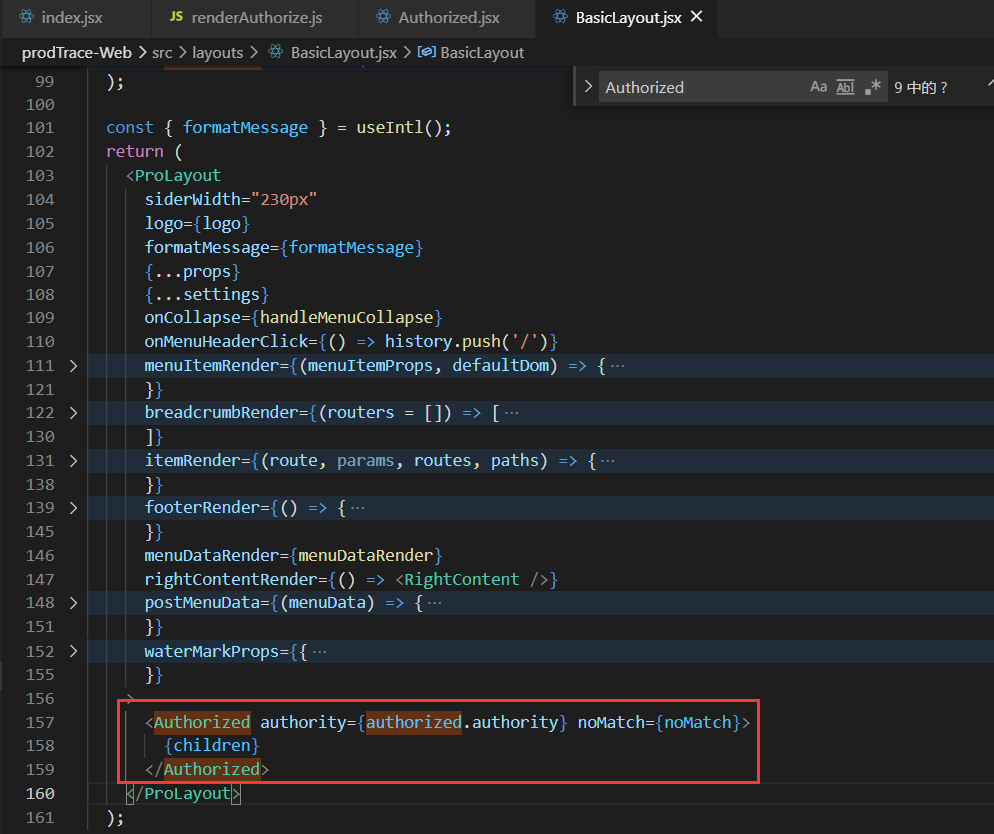 index.jsx JS renderAuthorize.js Authorized.jsx BasicLayout.jsx ×
prodTrace-Web > src > layouts > BasicLayout.jsx > BasicLayout
> Authorized Aa Abl .* 9 中的 ?
99 );
100
101 const { formatMessage } = useIntl();
102 return (
103 <ProLayout
104 siderWidth="230px"
105 logo={logo}
106 formatMessage={formatMessage}
107 {...props}
108 {...settings}
109 onCollapse={handleMenuCollapse}
110 onMenuHeaderClick={() => history.push('/')}
111 > menuItemRender={(menuItemProps, defaultDom) => { ...
121 }}
122 > breadcrumbRender={(routers = []) => [ ...
130 ]}
131 > itemRender={(route, params, routes, paths) => { ...
138 }}
139 > footerRender={() => { ...
145 }}
146 menuDataRender={menuDataRender}
147 rightContentRender={() => <RightContent />}
148 > postMenuData={(menuData) => { ...
151 }}
152 > waterMarkProps={{ ...
155 }}
156 >
157 <Authorized authority={authorized.authority} noMatch={noMatch}>
158 {children}
159 </Authorized>
160 </ProLayout>
161 );